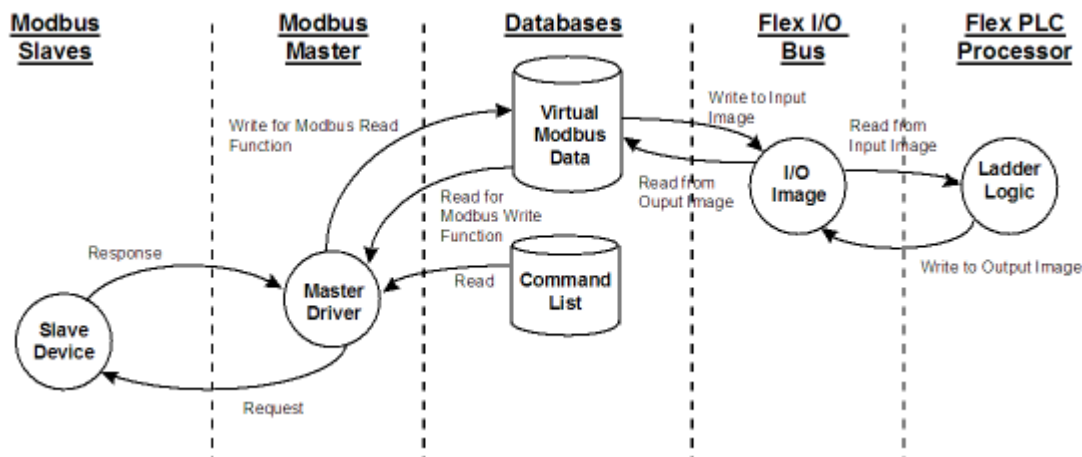 Modbus
Slaves
Modbus
Master
Databases
Flex I/O
Bus
Flex PLC
Processor
Write for Modbus Read
Function
Virtual
Modbus
Data
Write to Input
Image
Read from
Input Image
Read for
Modbus Write
Function
Read from
Ouput Image
I/O
Image
Ladder
Logic
Response
Master
Driver
Read
Command
List
Write to Output Image
Slave
Device
Request